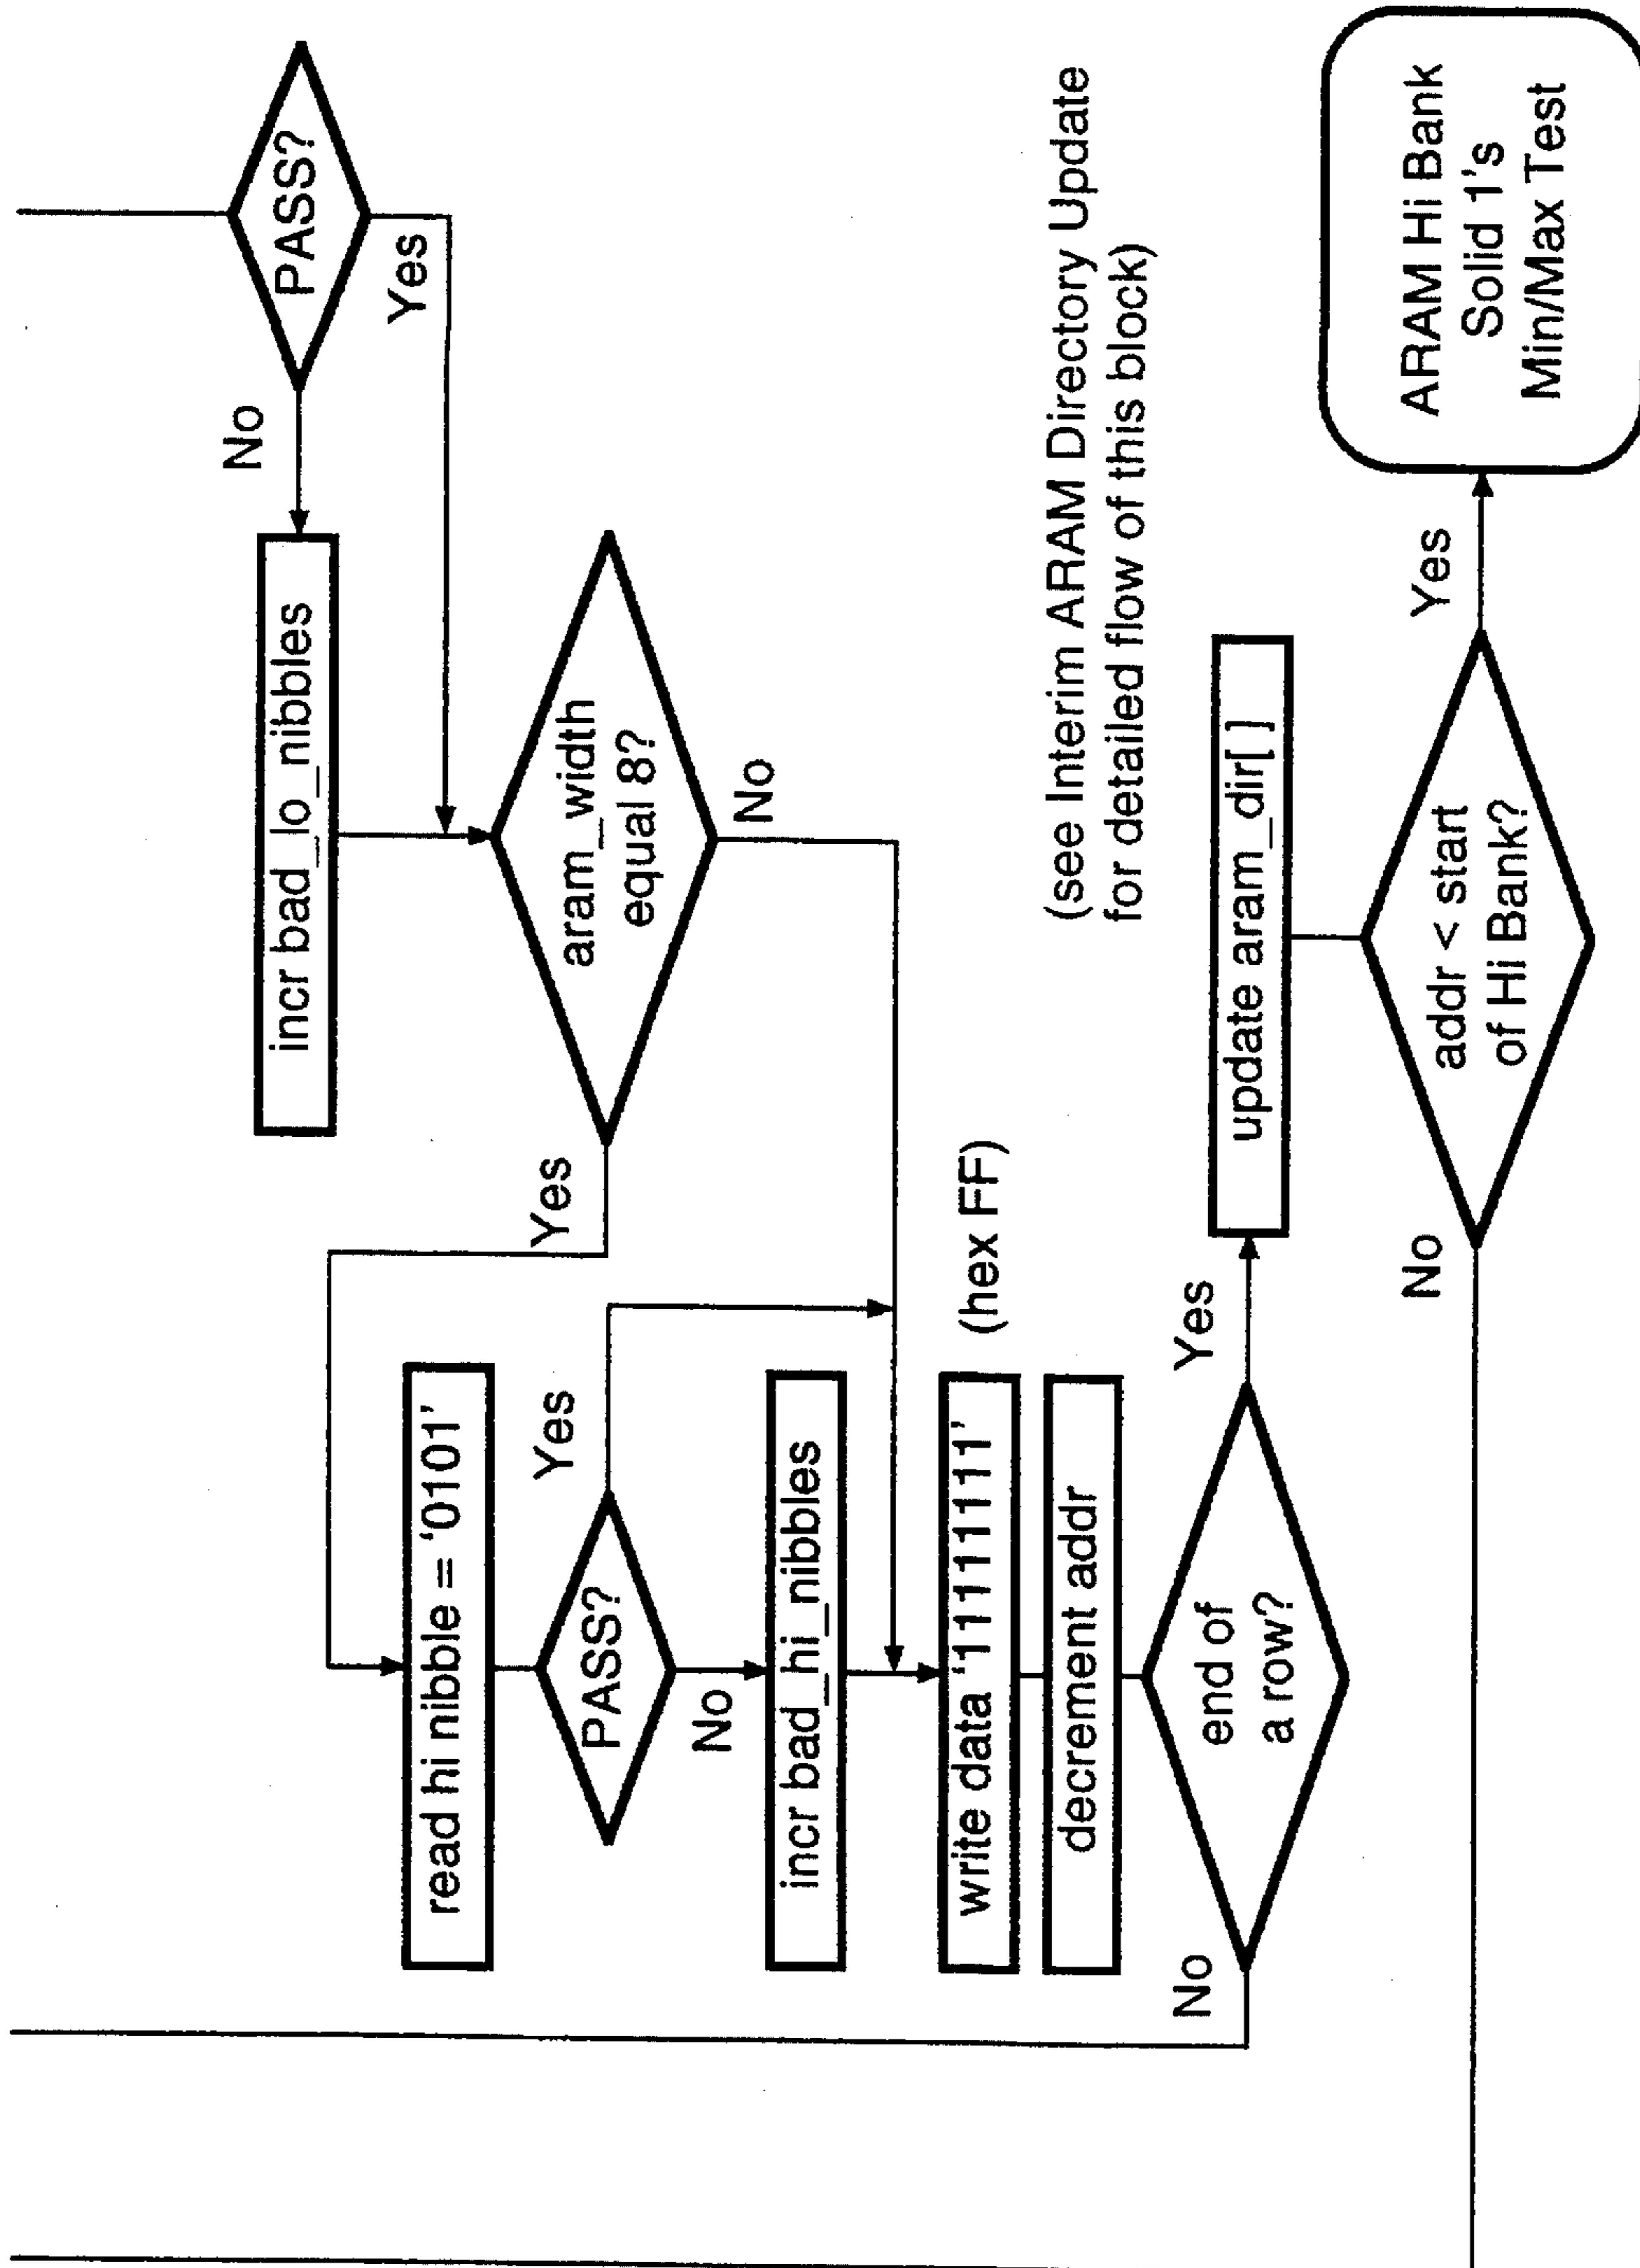 PASS?
No
Yes
incr bad_lo_nibbles
aram_width
equal 8?
Yes
No
read hi nibble = '0101'
PASS?
Yes
No
incr bad_hi_nibbles
write data '11111111'
(hex FF)
decrement addr
end of
a row?
No
Yes
(see Interim ARAM Directory Update
for detailed flow of this block)
update aram_dir[ ]
addr < start
of Hi Bank?
No
Yes
ARAM Hi Bank
Solid 1's
Min/Max Test